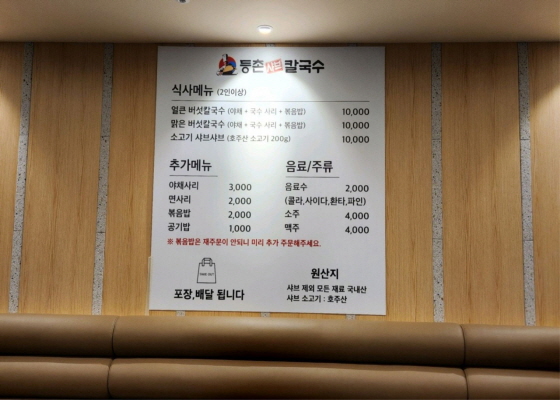 등촌샤브칼국수
식사메뉴 (2인이상)
얼큰 버섯칼국수 (야채 + 국수 사리 + 볶음밥) 10,000
맑은 버섯칼국수 (야채 + 국수 사리 + 볶음밥) 10,000
소고기 샤브샤브 (호주산 소고기 200g) 10,000
추가메뉴
야채사리 3,000
면사리 2,000
볶음밥 2,000
공기밥 1,000
음료/주류
음료수 2,000
(콜라,사이다,환타,파인)
소주 4,000
맥주 4,000
※ 볶음밥은 재주문이 안되니 미리 추가 주문해주세요.
포장,배달 됩니다
원산지
샤브 제외 모든 재료 국내산
샤브 소고기 : 호주산